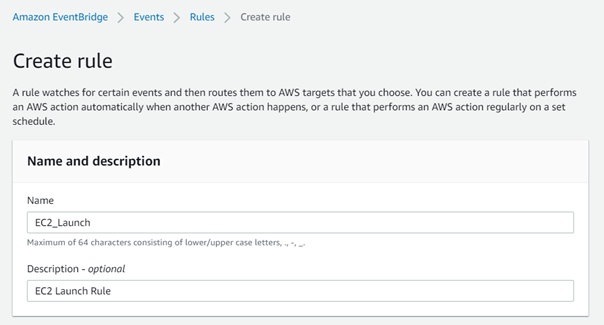 Amazon EventBridge > Events > Rules > Create rule
Create rule
A rule watches for certain events and then routes them to AWS targets that you choose. You can create a rule that performs
an AWS action automatically when another AWS action happens, or a rule that performs an AWS action regularly on a set
schedule.
Name and description
Name
EC2_Launch
Maximum of 64 characters consisting of lower/upper case letters, ., -, _.
Description - optional
EC2 Launch Rule